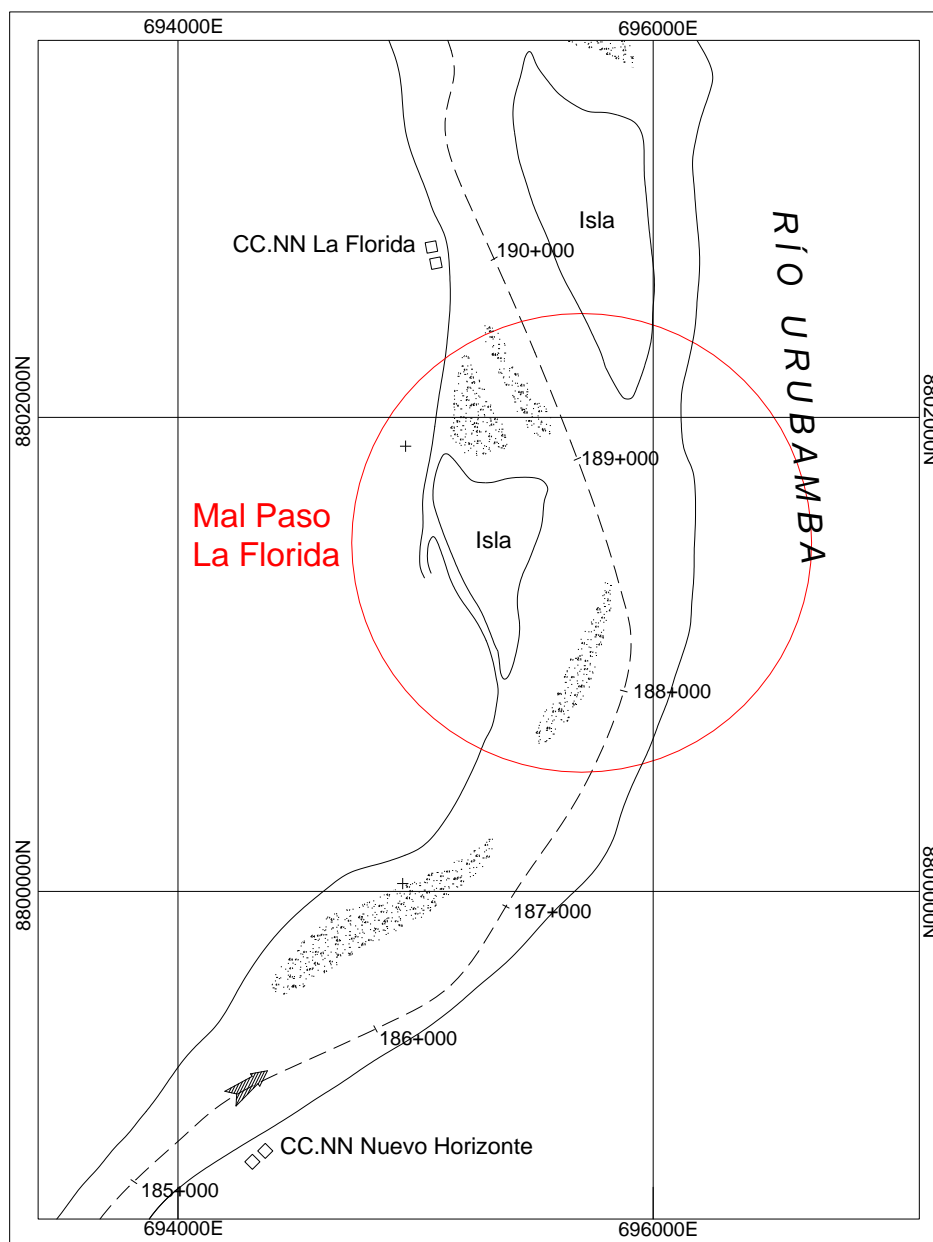 694000E
696000E
Isla
CC.NN La Florida
190+000
RÍO URUBAMBA
8802000N
8802000N
189+000
Mal Paso
La Florida
Isla
188+000
8800000N
8800000N
187+000
186+000
CC.NN Nuevo Horizonte
185+000
694000E
696000E